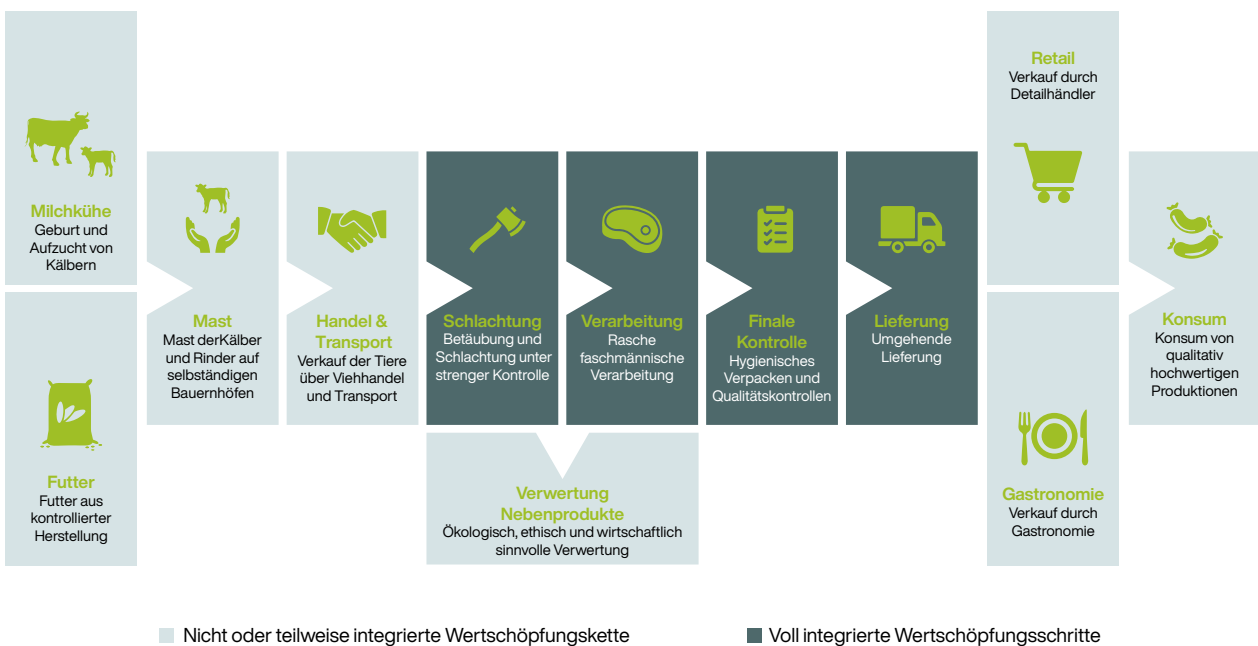 Milchkühe
Geburt und
Aufzucht von
Kälbern
Futter
Futter aus
kontrollierter
Herstellung
Mast
Mast derKälber
und Rinder auf
selbständigen
Bauernhöfen
Handel &
Transport
Verkauf der Tiere
über Viehhandel
und Transport
Schlachtung
Betäubung und
Schlachtung unter
strenger Kontrolle
Verarbeitung
Rasche
faschmännische
Verarbeitung
Verwertung
Nebenprodukte
Ökologisch, ethisch und wirtschaftlich
sinnvolle Verwertung
Finale
Kontrolle
Hygienisches
Verpacken und
Qualitätskontrollen
Lieferung
Umgehende
Lieferung
Retail
Verkauf durch
Detailhändler
Gastronomie
Verkauf durch
Gastronomie
Konsum
Konsum von
qualitativ
hochwertigen
Produktionen
Nicht oder teilweise integrierte Wertschöpfungskette
Voll integrierte Wertschöpfungsschritte